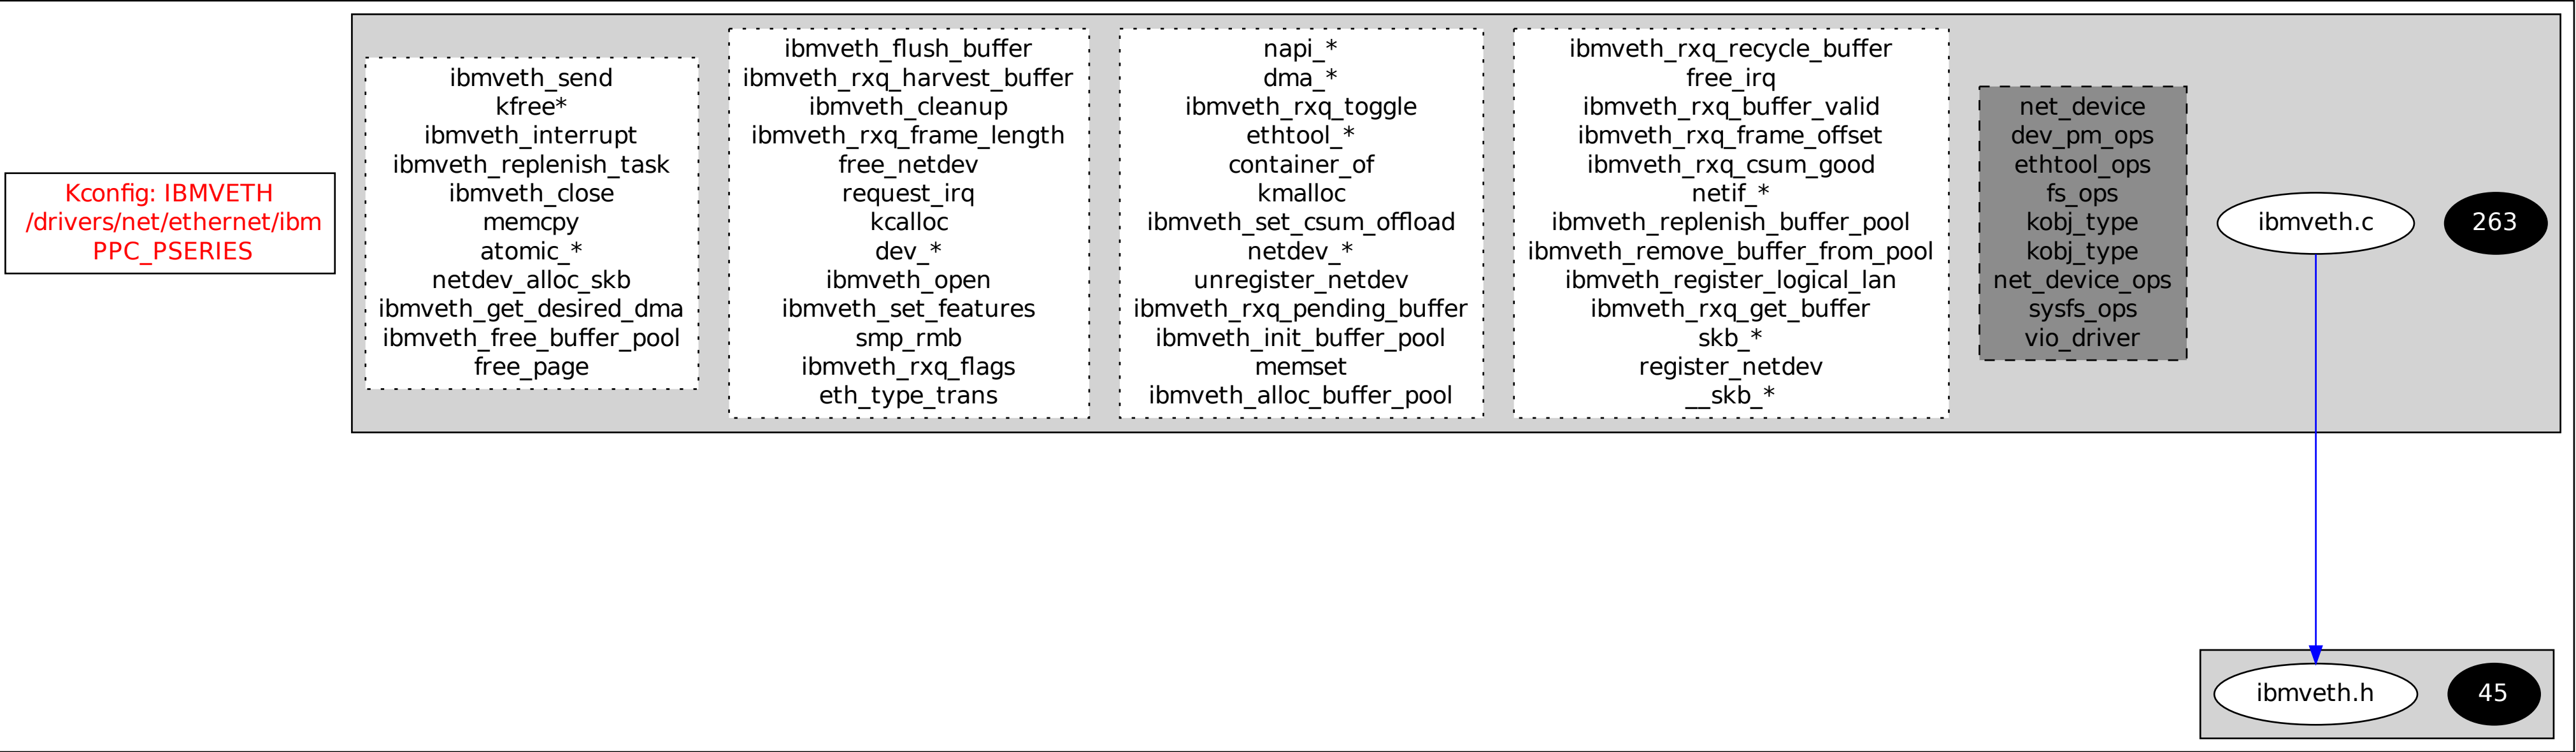 Kconfig: IBMVETH
/drivers/net/ethernet/ibm
PPC_PSERIES
ibmveth_send
kfree*
ibmveth_interrupt
ibmveth_replenish_task
ibmveth_close
memcpy
atomic_*
netdev_alloc_skb
ibmveth_get_desired_dma
ibmveth_free_buffer_pool
free_page
ibmveth_flush_buffer
ibmveth_rxq_harvest_buffer
ibmveth_cleanup
ibmveth_rxq_frame_length
free_netdev
request_irq
kcalloc
dev_*
ibmveth_open
ibmveth_set_features
smp_rmb
ibmveth_rxq_flags
eth_type_trans
napi_*
dma_*
ibmveth_rxq_toggle
ethtool_*
container_of
kmalloc
ibmveth_set_csum_offload
netdev_*
unregister_netdev
ibmveth_rxq_pending_buffer
ibmveth_init_buffer_pool
memset
ibmveth_alloc_buffer_pool
ibmveth_rxq_recycle_buffer
free_irq
ibmveth_rxq_buffer_valid
ibmveth_rxq_frame_offset
ibmveth_rxq_csum_good
netif_*
ibmveth_replenish_buffer_pool
ibmveth_remove_buffer_from_pool
ibmveth_register_logical_lan
ibmveth_rxq_get_buffer
skb_*
register_netdev
__skb_*
net_device
dev_pm_ops
ethtool_ops
fs_ops
kobj_type
kobj_type
net_device_ops
sysfs_ops
vio_driver
ibmveth.c
263
ibmveth.h
45